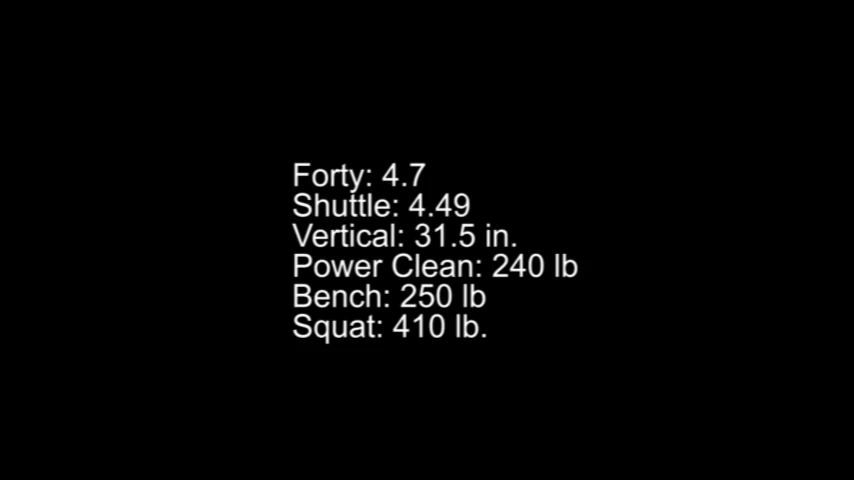 Forty: 4.7
Shuttle: 4.49
Vertical: 31.5 in.
Power Clean: 240 lb
Bench: 250 lb
Squat: 410 lb.